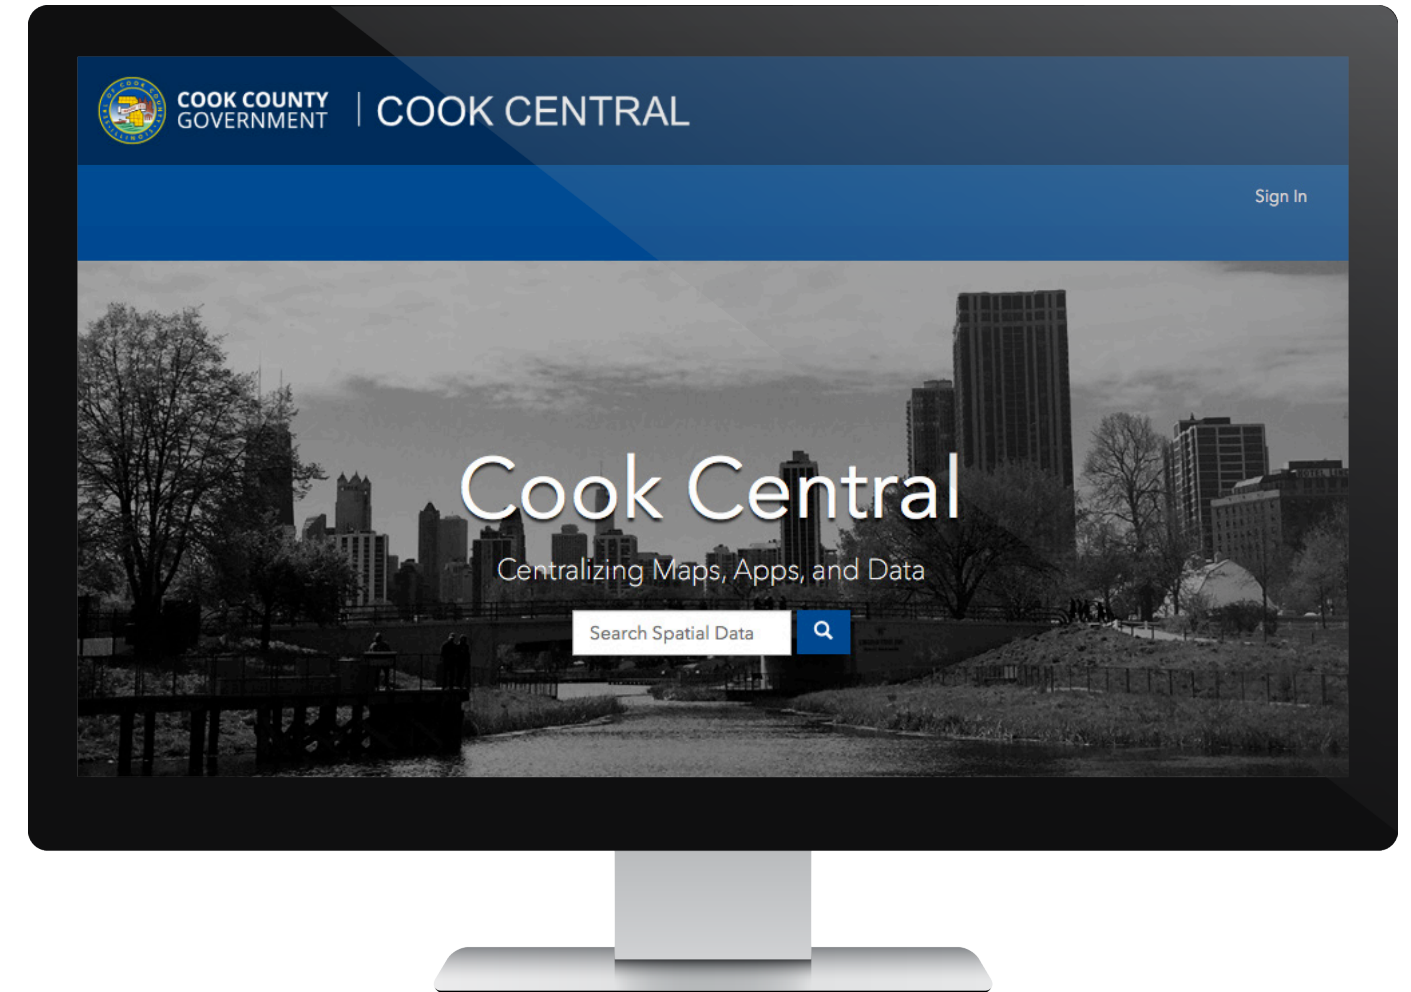 COOK COUNTY
GOVERNMENT
COOK CENTRAL
Sign In
Cook Central
Centralizing Maps, Apps, and Data
Search Spatial Data